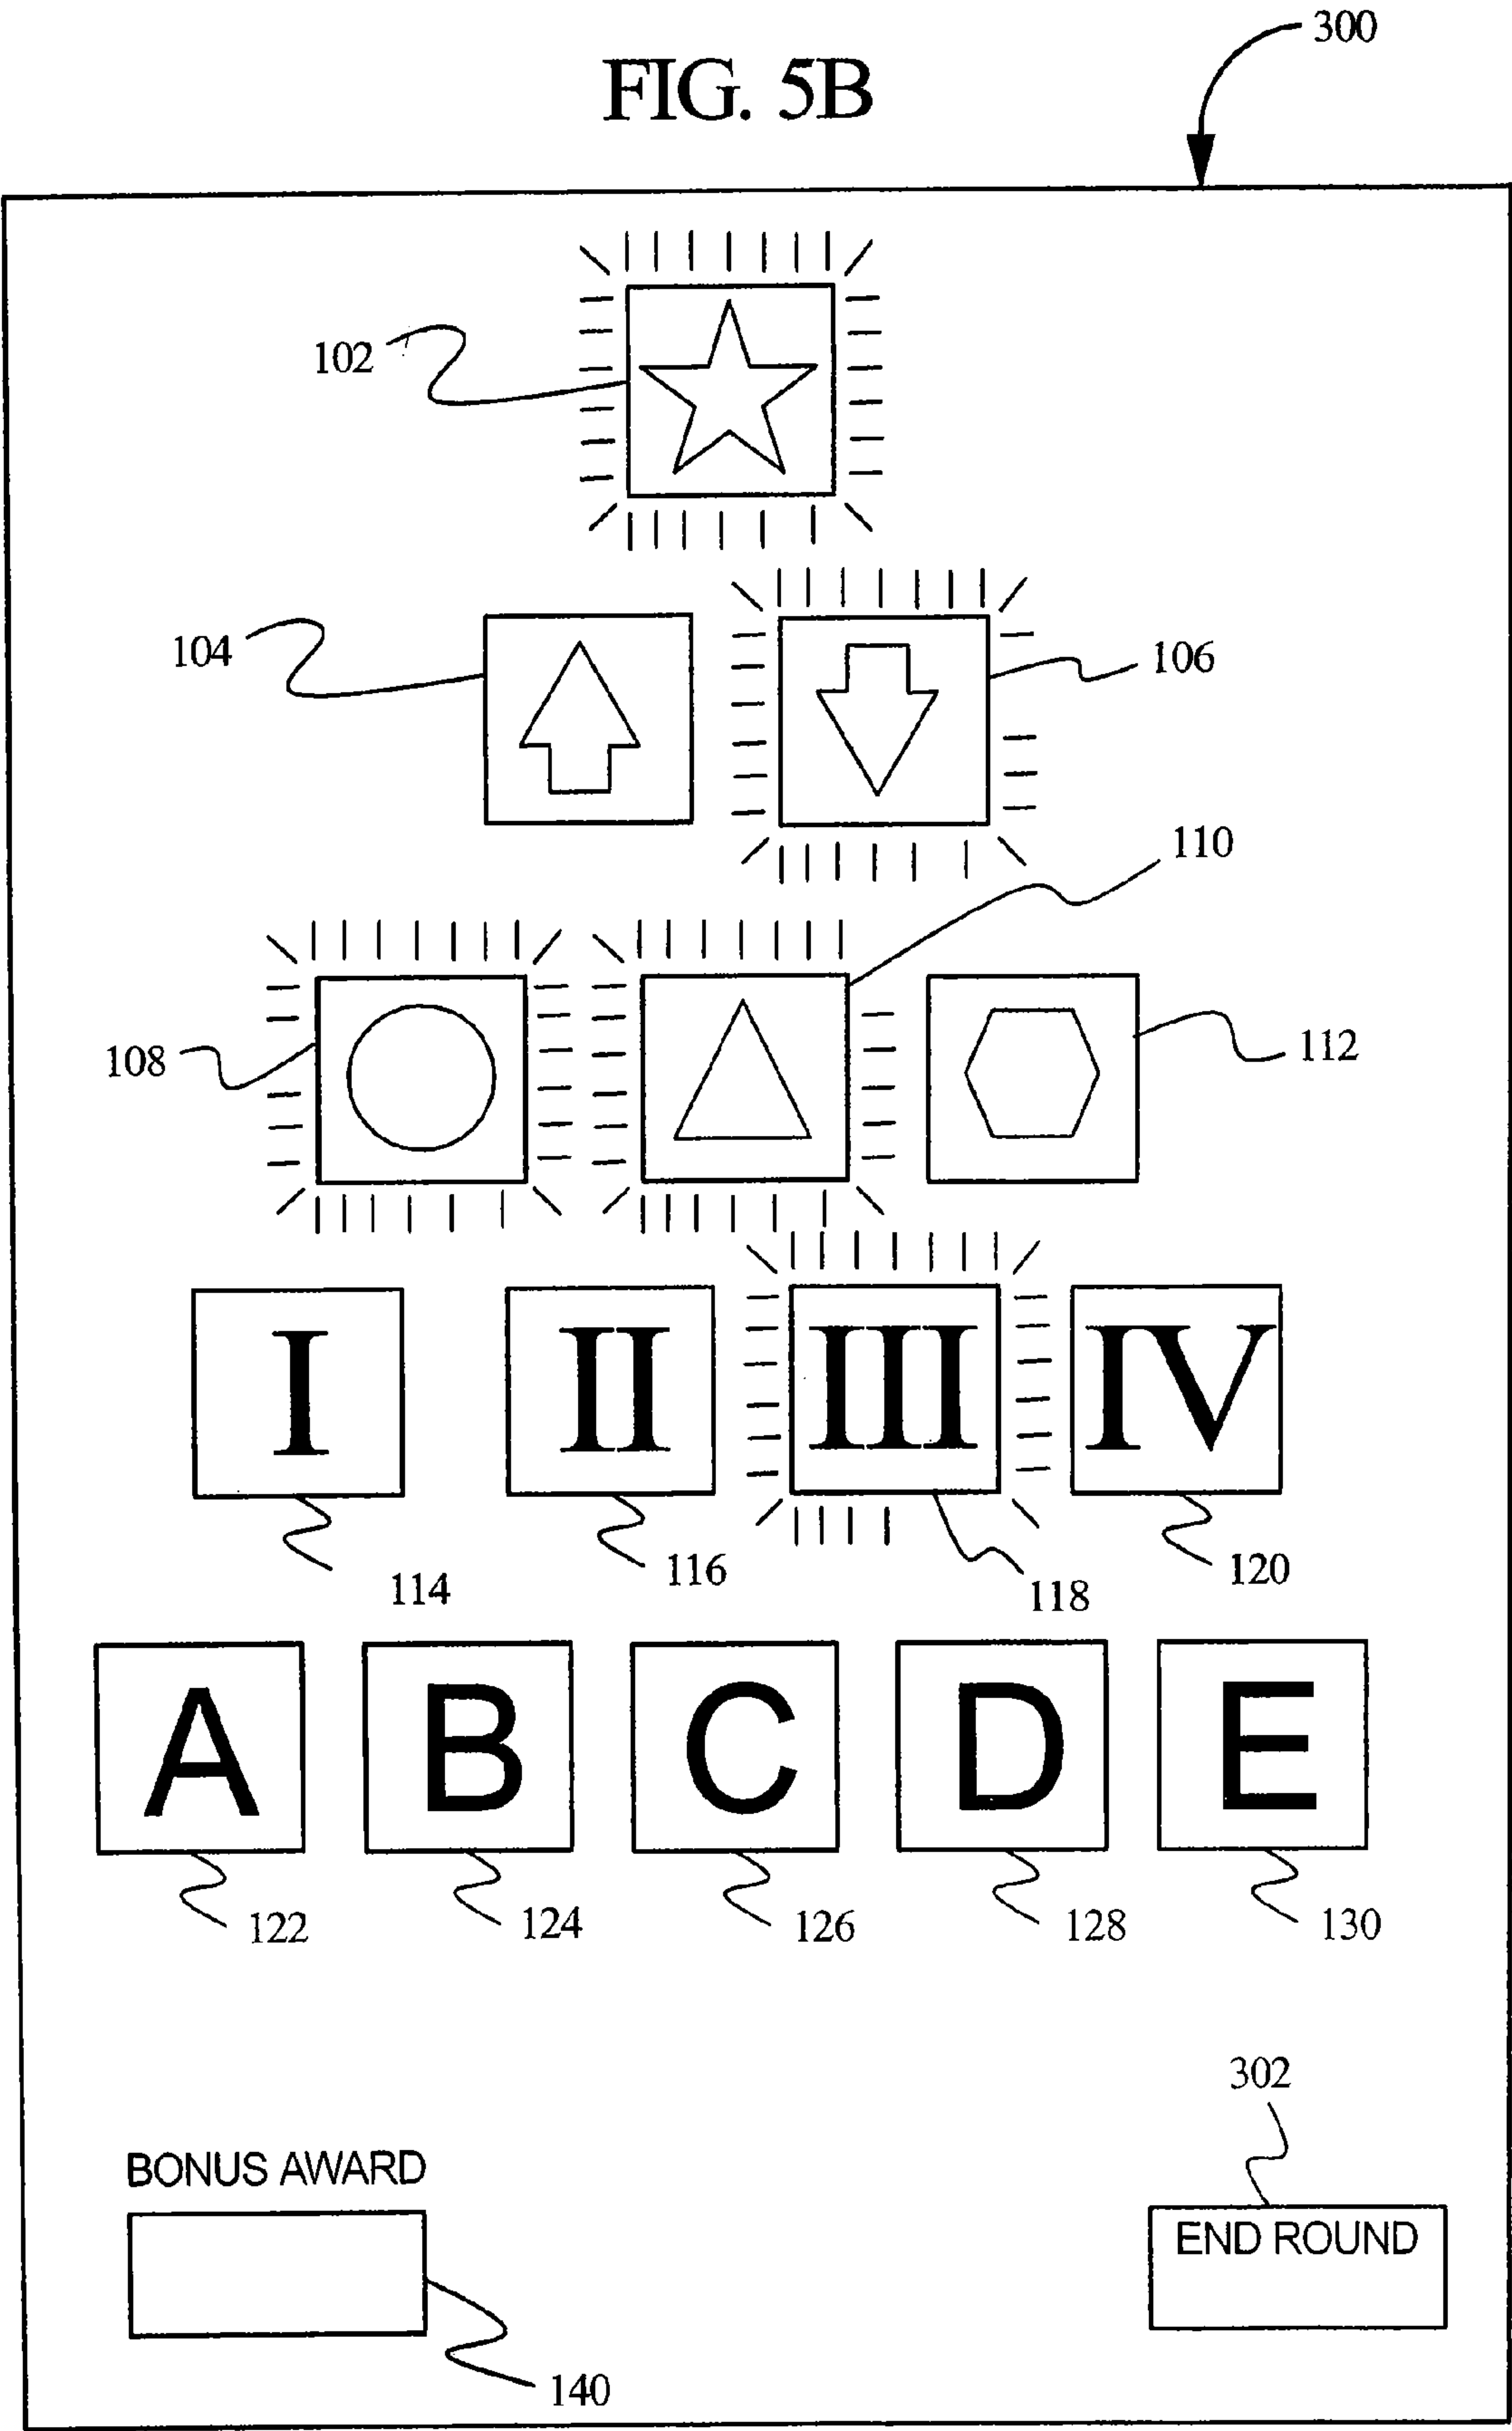 300
FIG. 5B
102
104
106
110
108
112
I II III IV
114 116 118 120
A B C D E
122 124 126 128 130
302
BONUS AWARD
END ROUND
140